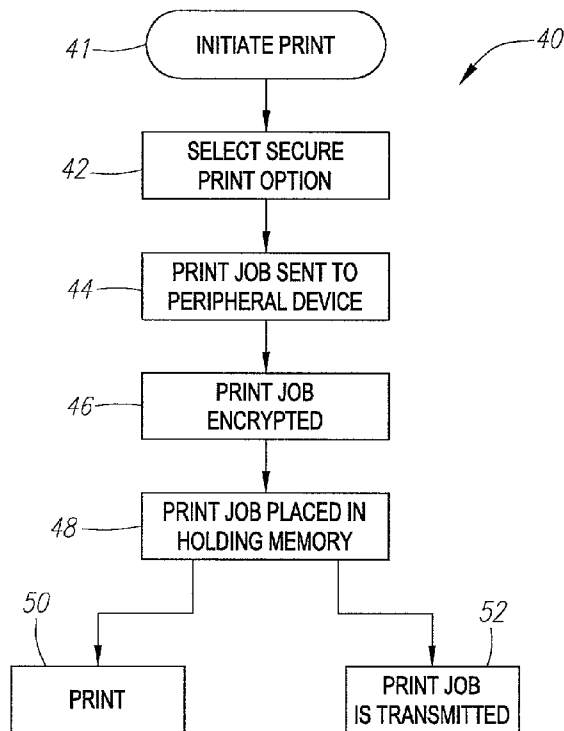 41
INITIATE PRINT
40
42
SELECT SECURE
PRINT OPTION
44
PRINT JOB SENT TO
PERIPHERAL DEVICE
46
PRINT JOB
ENCRYPTED
48
PRINT JOB PLACED IN
HOLDING MEMORY
50
PRINT
52
PRINT JOB
IS TRANSMITTED